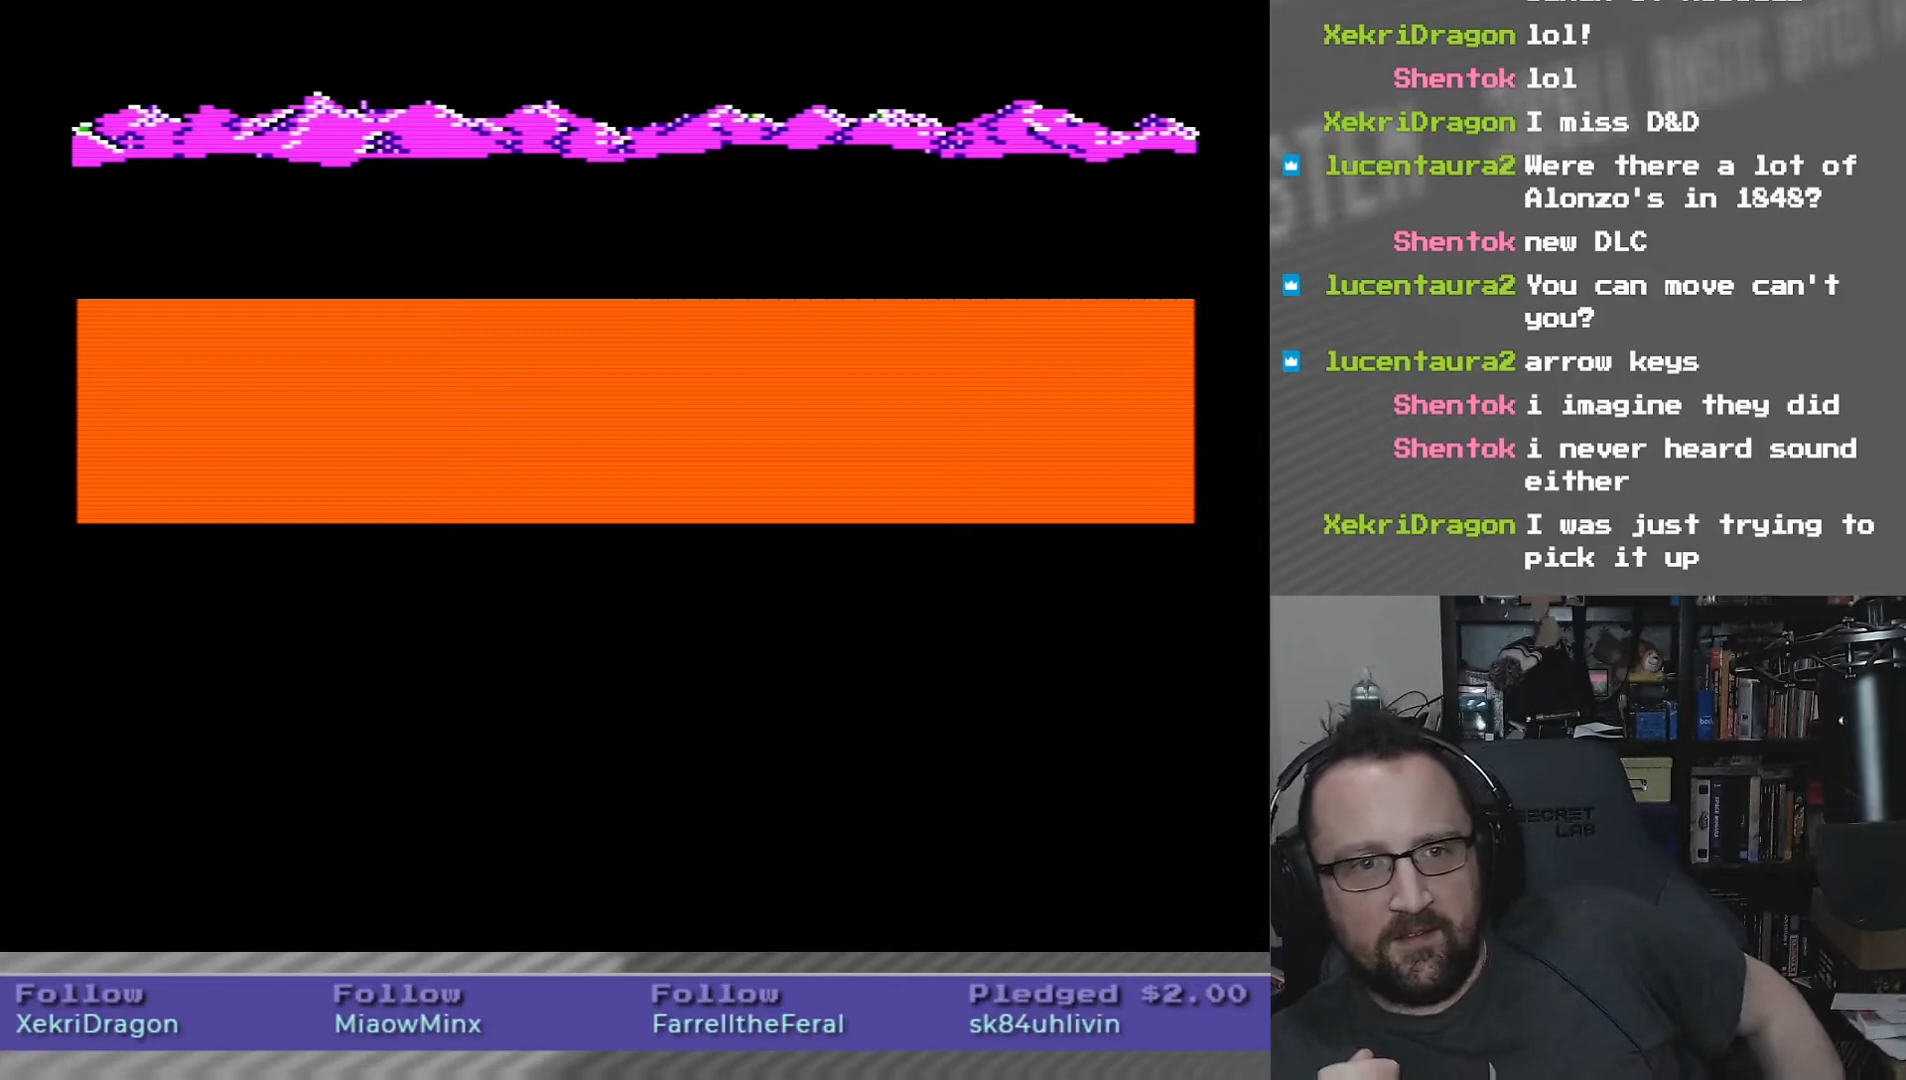 XekriDragon lol!
Shentok lol
XekriDragon I miss D&D
lucentaura2 Were there a lot of
Alonzo's in 1848?
Shentok new DLC
lucentaura2 You can move can't
you?
lucentaura2 arrow keys
Shentok i imagine they did
Shentok i never heard sound
either
XekriDragon I was just trying to
pick it up
SECRET
LAB
Follow Follow Follow Pledged $2.00
XekriDragon MiaowMinx FarrelltheFeral sk84uhlivin